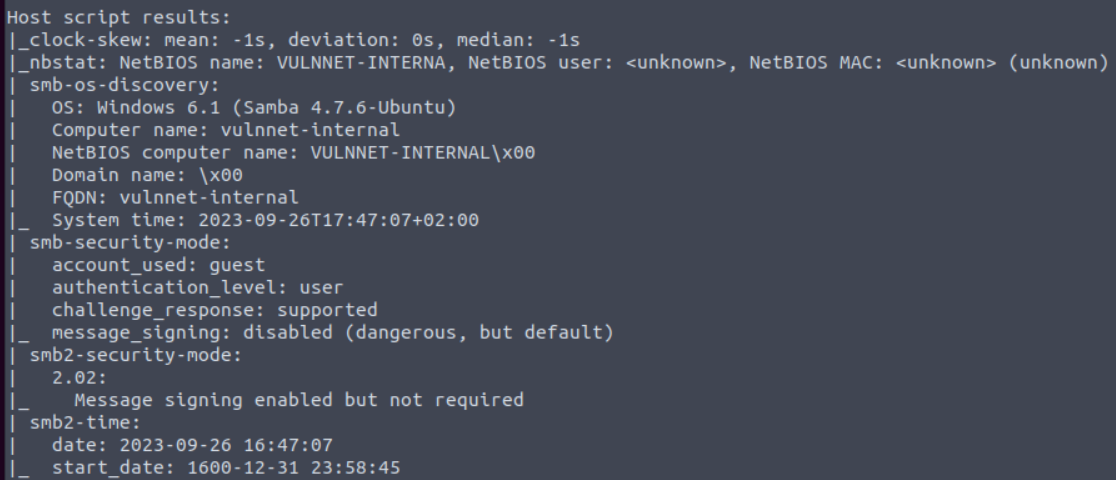 Host script results:
|_clock-skew: mean: -1s, deviation: 0s, median: -1s
|_nbstat: NetBIOS name: VULNNET-INTERNA, NetBIOS user: <unknown>, NetBIOS MAC: <unknown> (unknown)
| smb-os-discovery:
|   OS: Windows 6.1 (Samba 4.7.6-Ubuntu)
|   Computer name: vulnnet-internal
|   NetBIOS computer name: VULNNET-INTERNAL\x00
|   Domain name: \x00
|   FQDN: vulnnet-internal
|_  System time: 2023-09-26T17:47:07+02:00
| smb-security-mode:
|   account_used: guest
|   authentication_level: user
|   challenge_response: supported
|_  message_signing: disabled (dangerous, but default)
| smb2-security-mode:
|   2.02:
|_    Message signing enabled but not required
| smb2-time:
|   date: 2023-09-26 16:47:07
|_  start_date: 1600-12-31 23:58:45